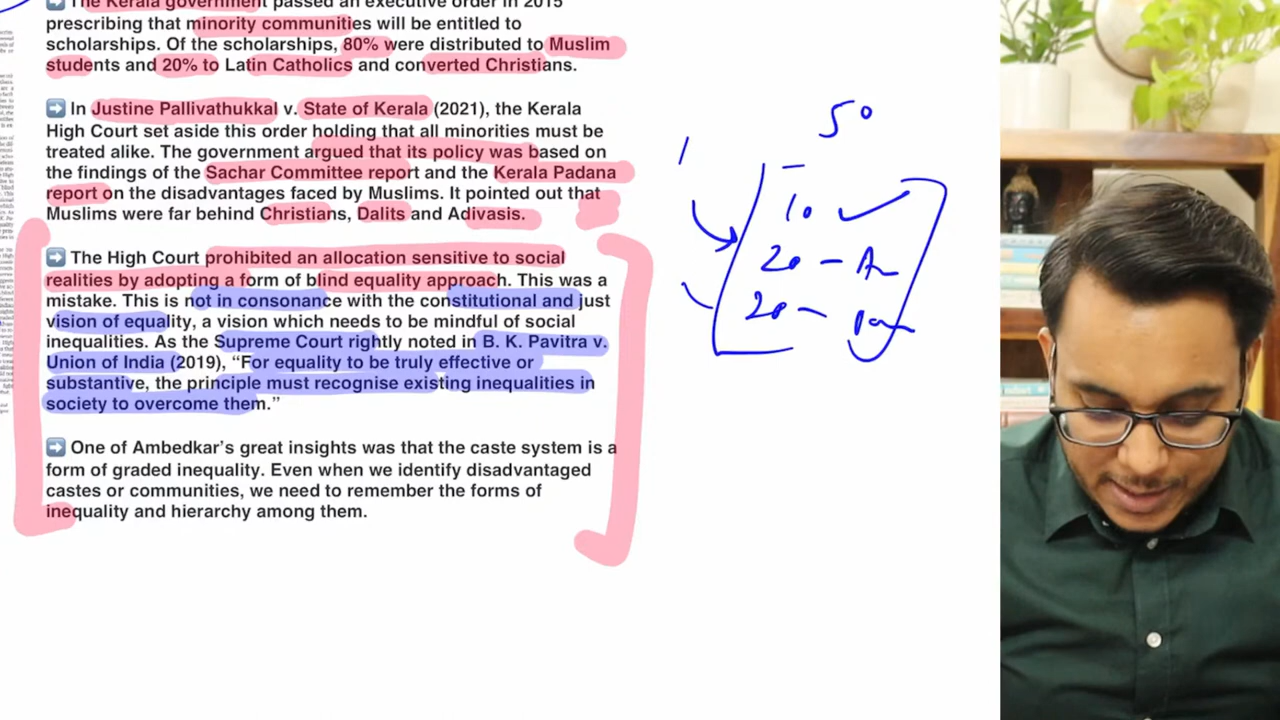 The Kerala government passed an executive order in 2015
prescribing that minority communities will be entitled to
scholarships. Of the scholarships, 80% were distributed to Muslim
students and 20% to Latin Catholics and converted Christians.
➡ In Justine Pallivathukkal v. State of Kerala (2021), the Kerala
High Court set aside this order holding that all minorities must be
treated alike. The government argued that its policy was based on
the findings of the Sachar Committee report and the Kerala Padana
report on the disadvantages faced by Muslims. It pointed out that
Muslims were far behind Christians, Dalits and Adivasis.
➡ The High Court prohibited an allocation sensitive to social
realities by adopting a form of blind equality approach. This was a
mistake. This is not in consonance with the constitutional and just
vision of equality, a vision which needs to be mindful of social
inequalities. As the Supreme Court rightly noted in B. K. Pavitra v.
Union of India (2019), “For equality to be truly effective or
substantive, the principle must recognise existing inequalities in
society to overcome them.”
➡ One of Ambedkar’s great insights was that the caste system is a
form of graded inequality. Even when we identify disadvantaged
castes or communities, we need to remember the forms of
inequality and hierarchy among them.
50
10
20 –
20 –